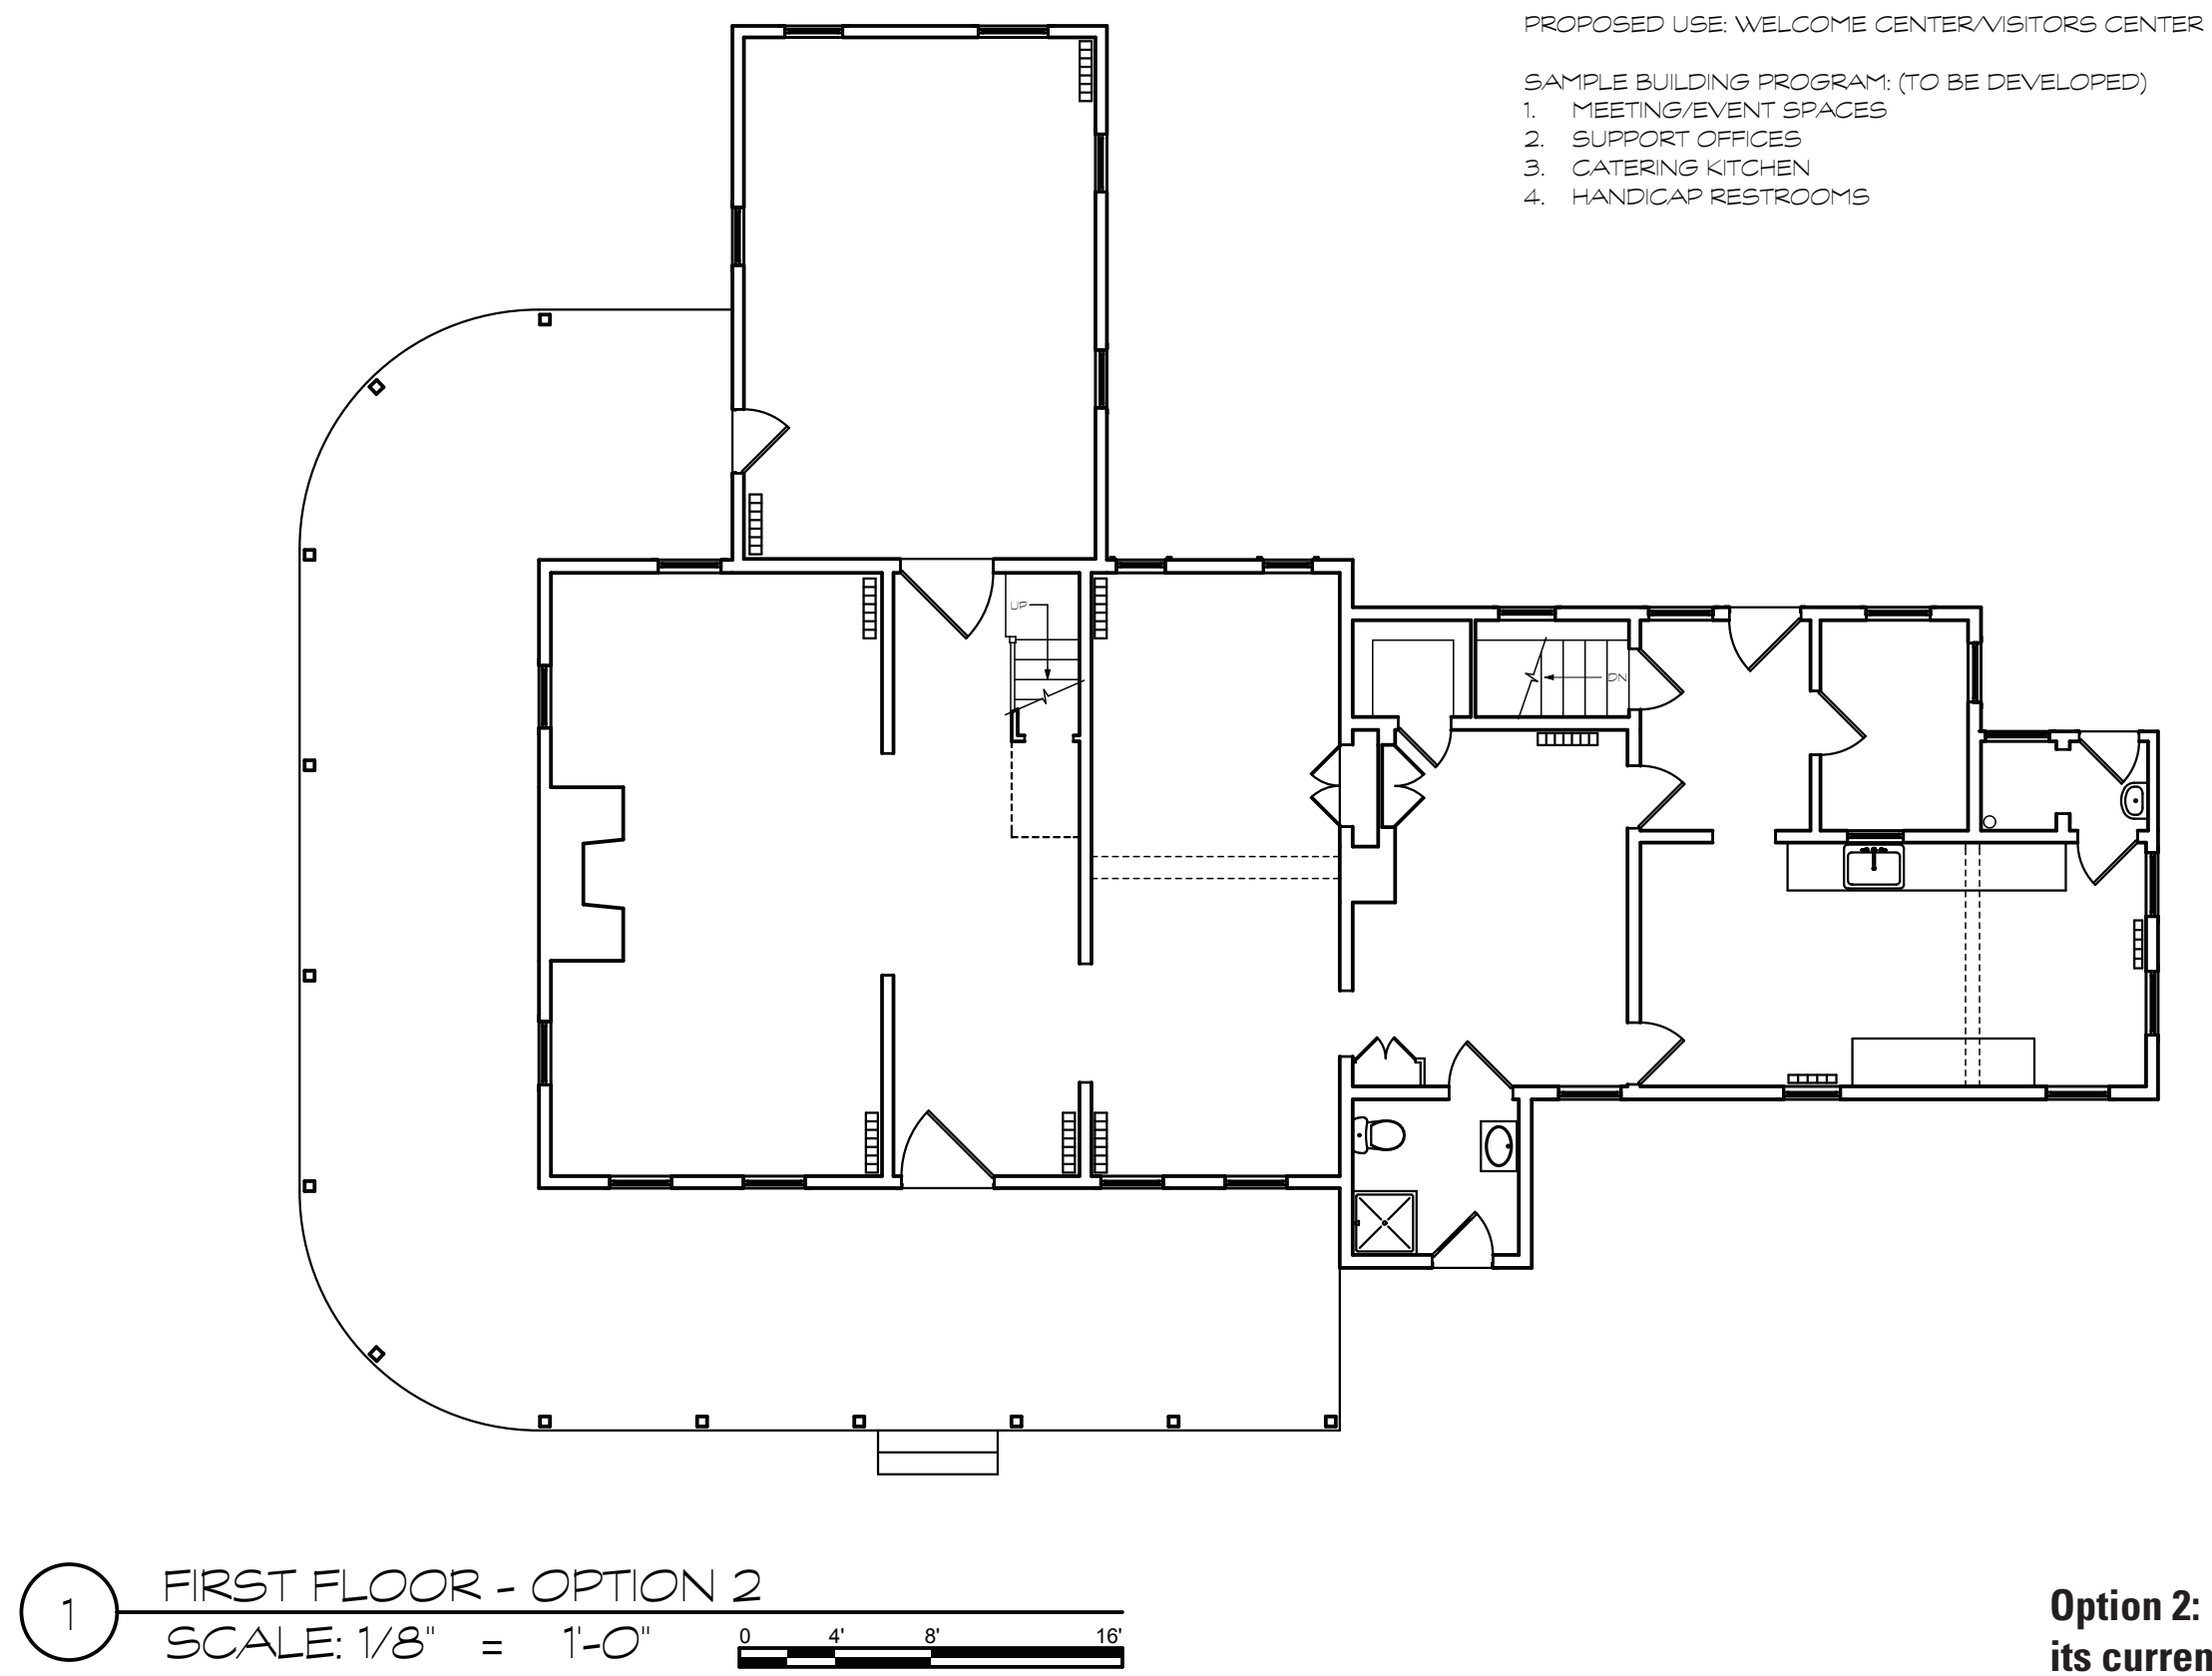 PROPOSED USE: WELCOME CENTER/VISITORS CENTER
SAMPLE BUILDING PROGRAM: (TO BE DEVELOPED)
1. MEETING/EVENT SPACES
2. SUPPORT OFFICES
3. CATERING KITCHEN
4. HANDICAP RESTROOMS
UP
DN
1
FIRST FLOOR - OPTION 2
SCALE: 1/8" = 1'-0"
0 4' 8' 16'
Option 2:
its curren